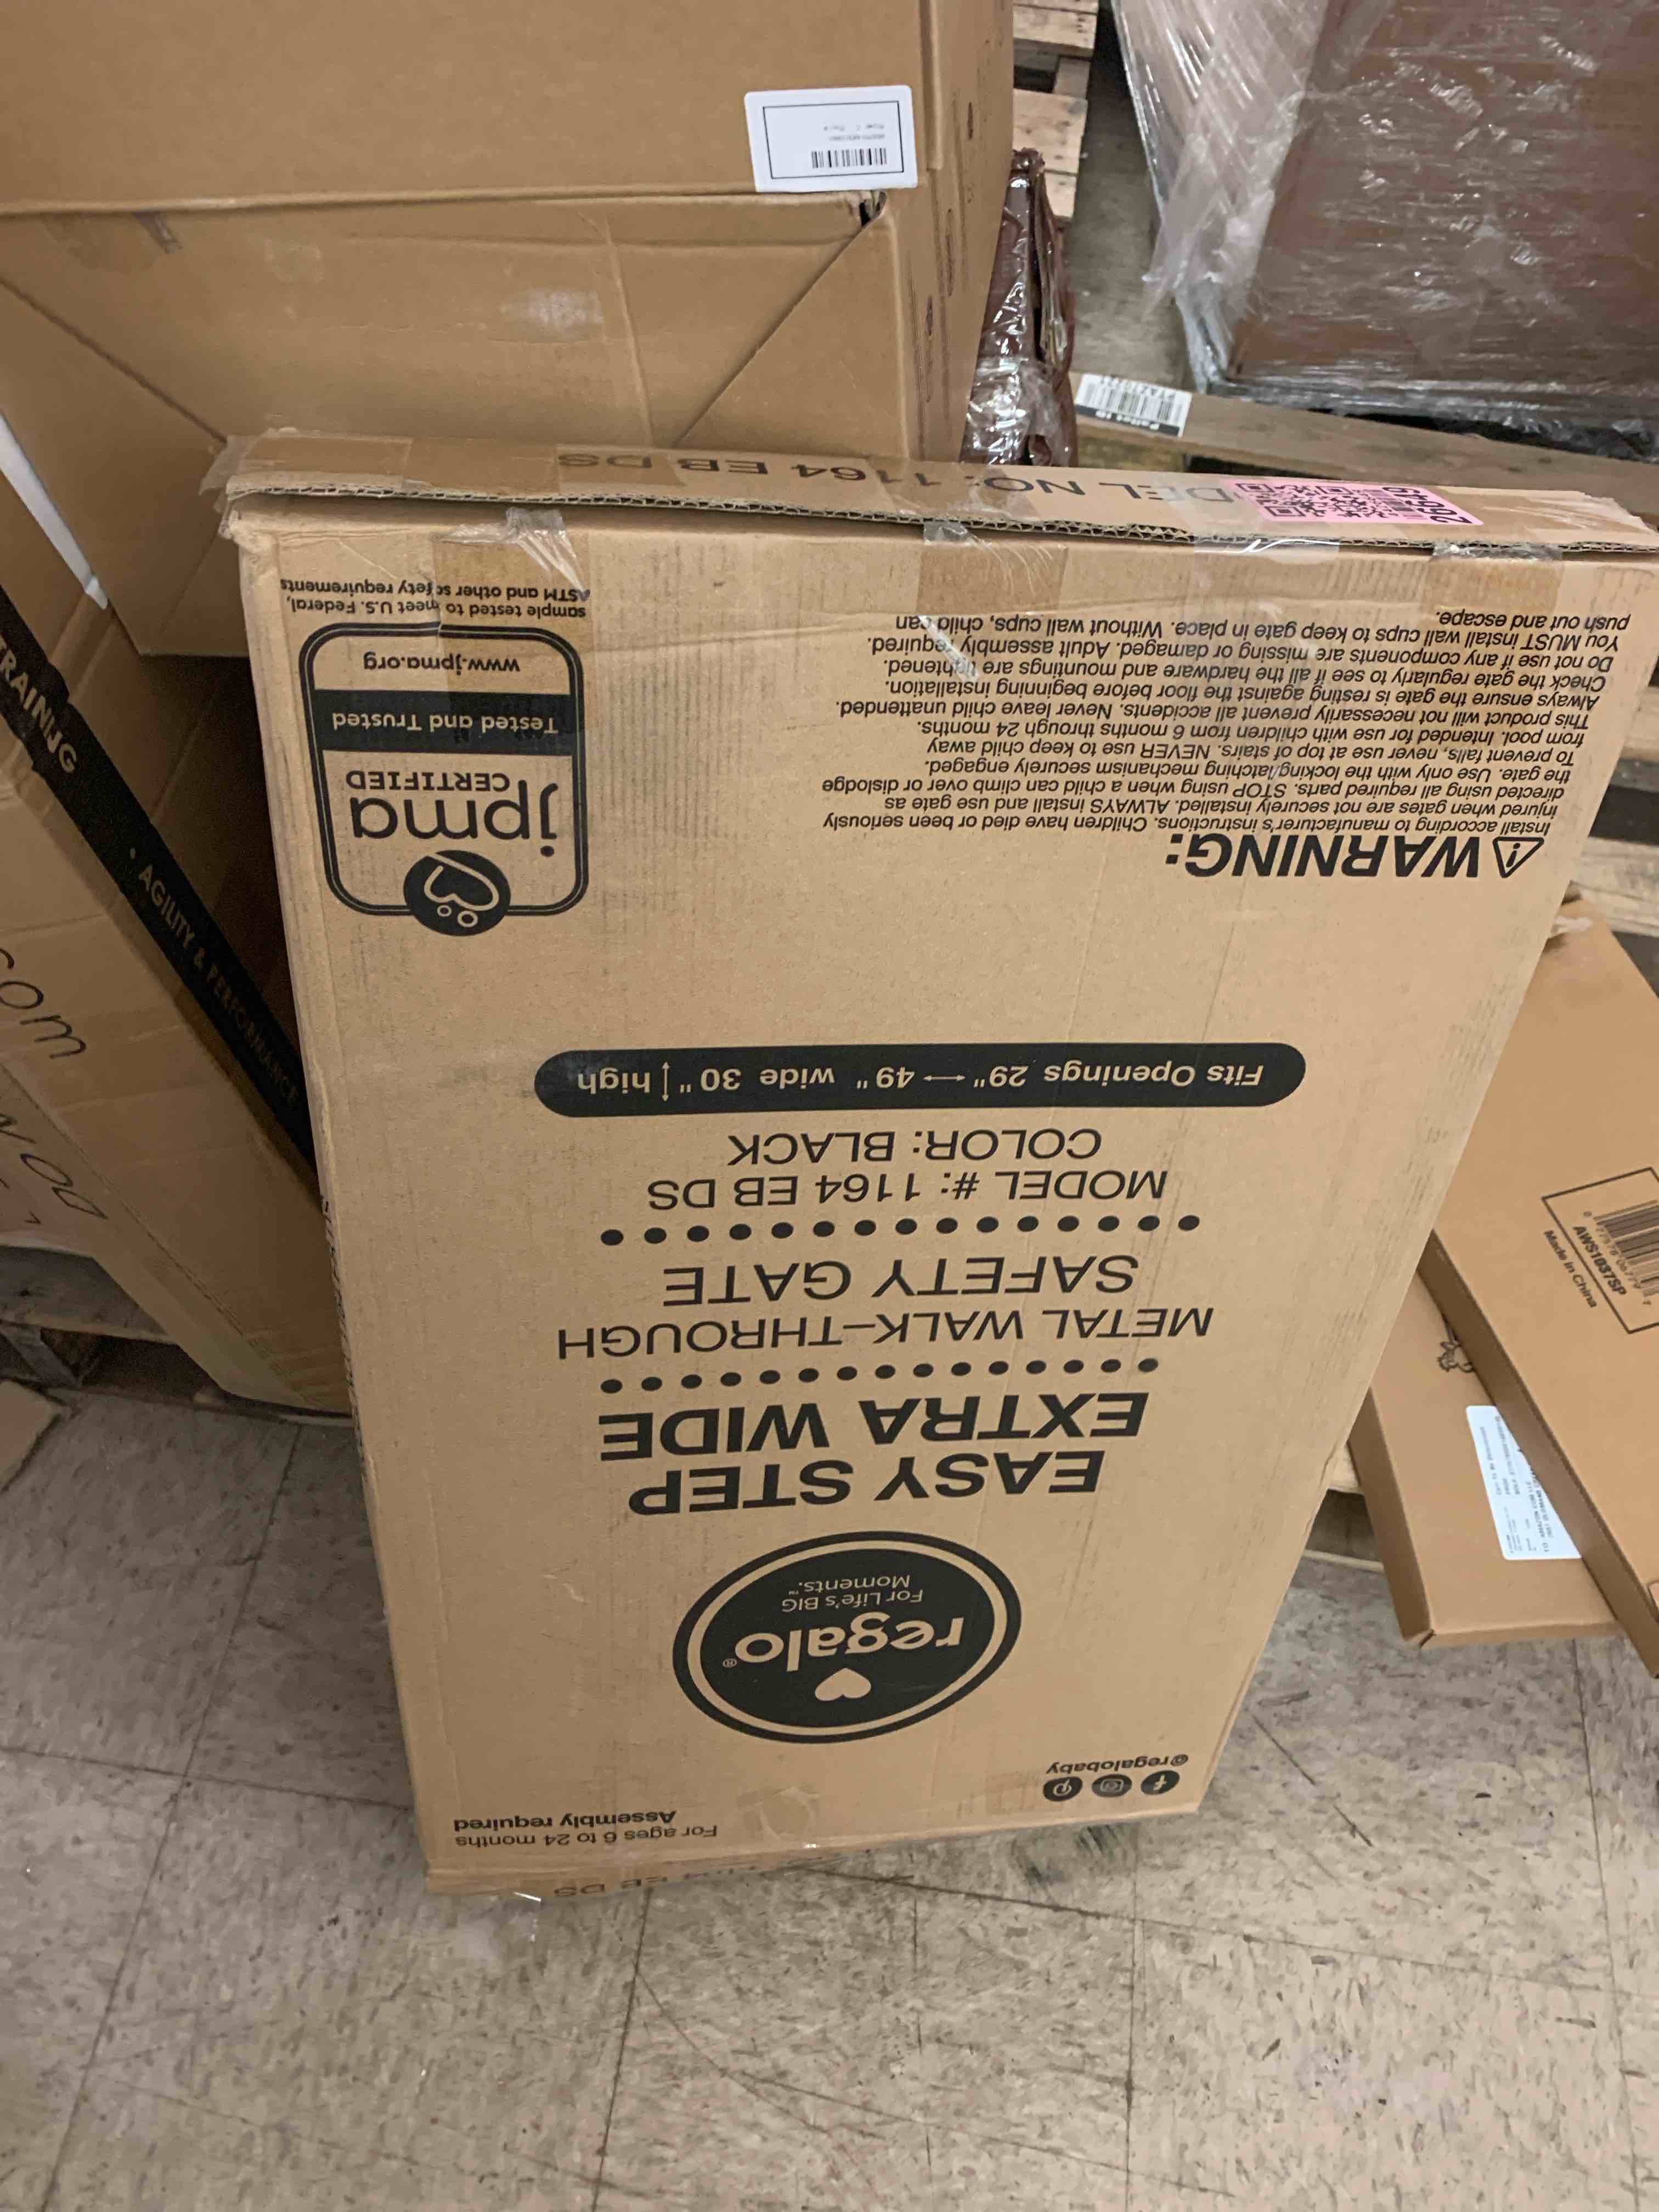 For ages 6 to 24 months
Assembly required
@regalobaby
regalo®
For Life's BIG
Moments.™
EASY STEP
EXTRA WIDE
METAL WALK-THROUGH
SAFETY GATE
MODEL #: 1164 EB DS
COLOR: BLACK
Fits Openings 29" 49" wide 30" high
WARNING:
Install according to manufacturer's instructions. Children have died or been seriously
injured when gates are not securely installed. ALWAYS install and use gate as
directed using all required parts. STOP using when a child can climb over or dislodge
the gate. Use only with the locking/latching mechanism securely engaged.
To prevent falls, never use at top of stairs. NEVER use to keep child away
from pool. Intended for use with children from 6 months through 24 months.
This product will not necessarily prevent all accidents. Never leave child unattended.
Always ensure the gate is resting against the floor before beginning installation.
Check the gate regularly to see if all the hardware and mountings are tightened.
Do not use if any components are missing or damaged. Adult assembly required.
You MUST install wall cups to keep gate in place. Without wall cups, child can
push out and escape.
jpma
CERTIFIED
Tested and Trusted
www.jpma.org
sample tested to meet U.S. Federal,
ASTM and other safety requirements
DEL NO: 1164 EB DS
EB DS
TRAINING
• AGILITY & PERFORMANCE
com
AWS1037SP
Made in China
Pallet ID